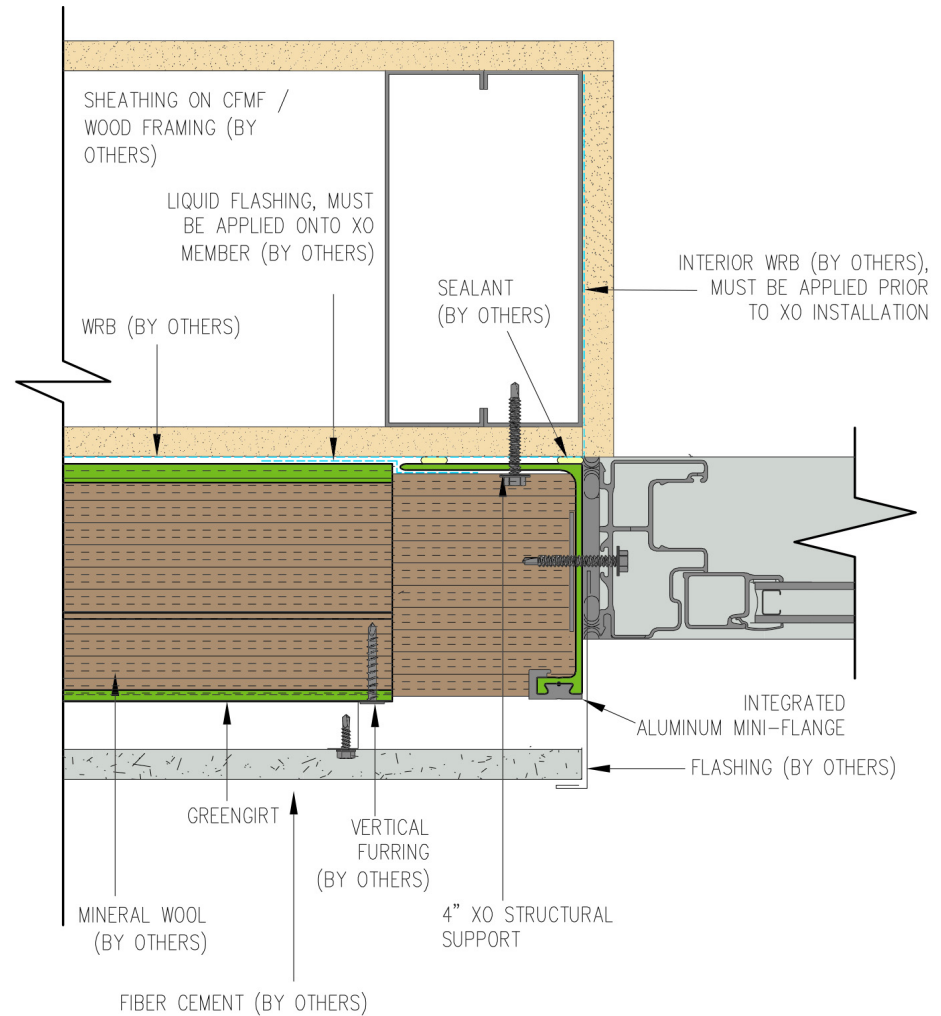 SHEATHING ON CFMF /
WOOD FRAMING (BY
OTHERS)
LIQUID FLASHING, MUST
BE APPLIED ONTO XO
MEMBER (BY OTHERS)
WRB (BY OTHERS)
SEALANT
(BY OTHERS)
INTERIOR WRB (BY OTHERS),
MUST BE APPLIED PRIOR
TO XO INSTALLATION
INTEGRATED
ALUMINUM MINI-FLANGE
FLASHING (BY OTHERS)
GREENGIRT
VERTICAL
FURRING
(BY OTHERS)
MINERAL WOOL
(BY OTHERS)
4" XO STRUCTURAL
SUPPORT
FIBER CEMENT (BY OTHERS)